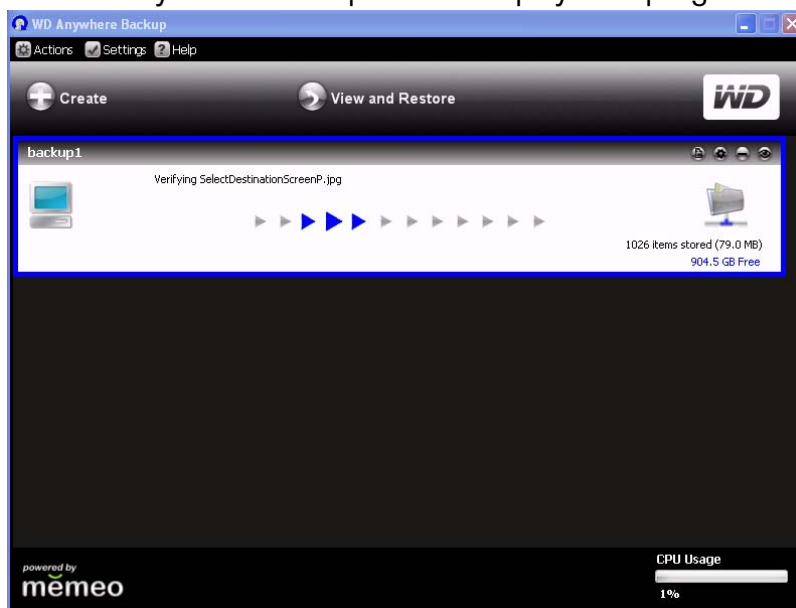 WD Anywhere Backup
Actions Settings ? Help
Create
View and Restore
WD
backup1
Verifying SelectDestinationScreenP.jpg
1026 items stored (79.0 MB)
904.5 GB Free
powered by
memeo
CPU Usage
1%